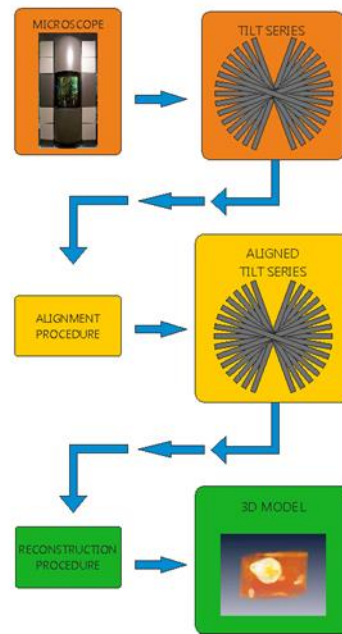 MICROSCOPE
TILT SERIES
ALIGNED
TILT SERIES
ALIGNMENT
PROCEDURE
3D MODEL
RECONSTRUCTION
PROCEDURE